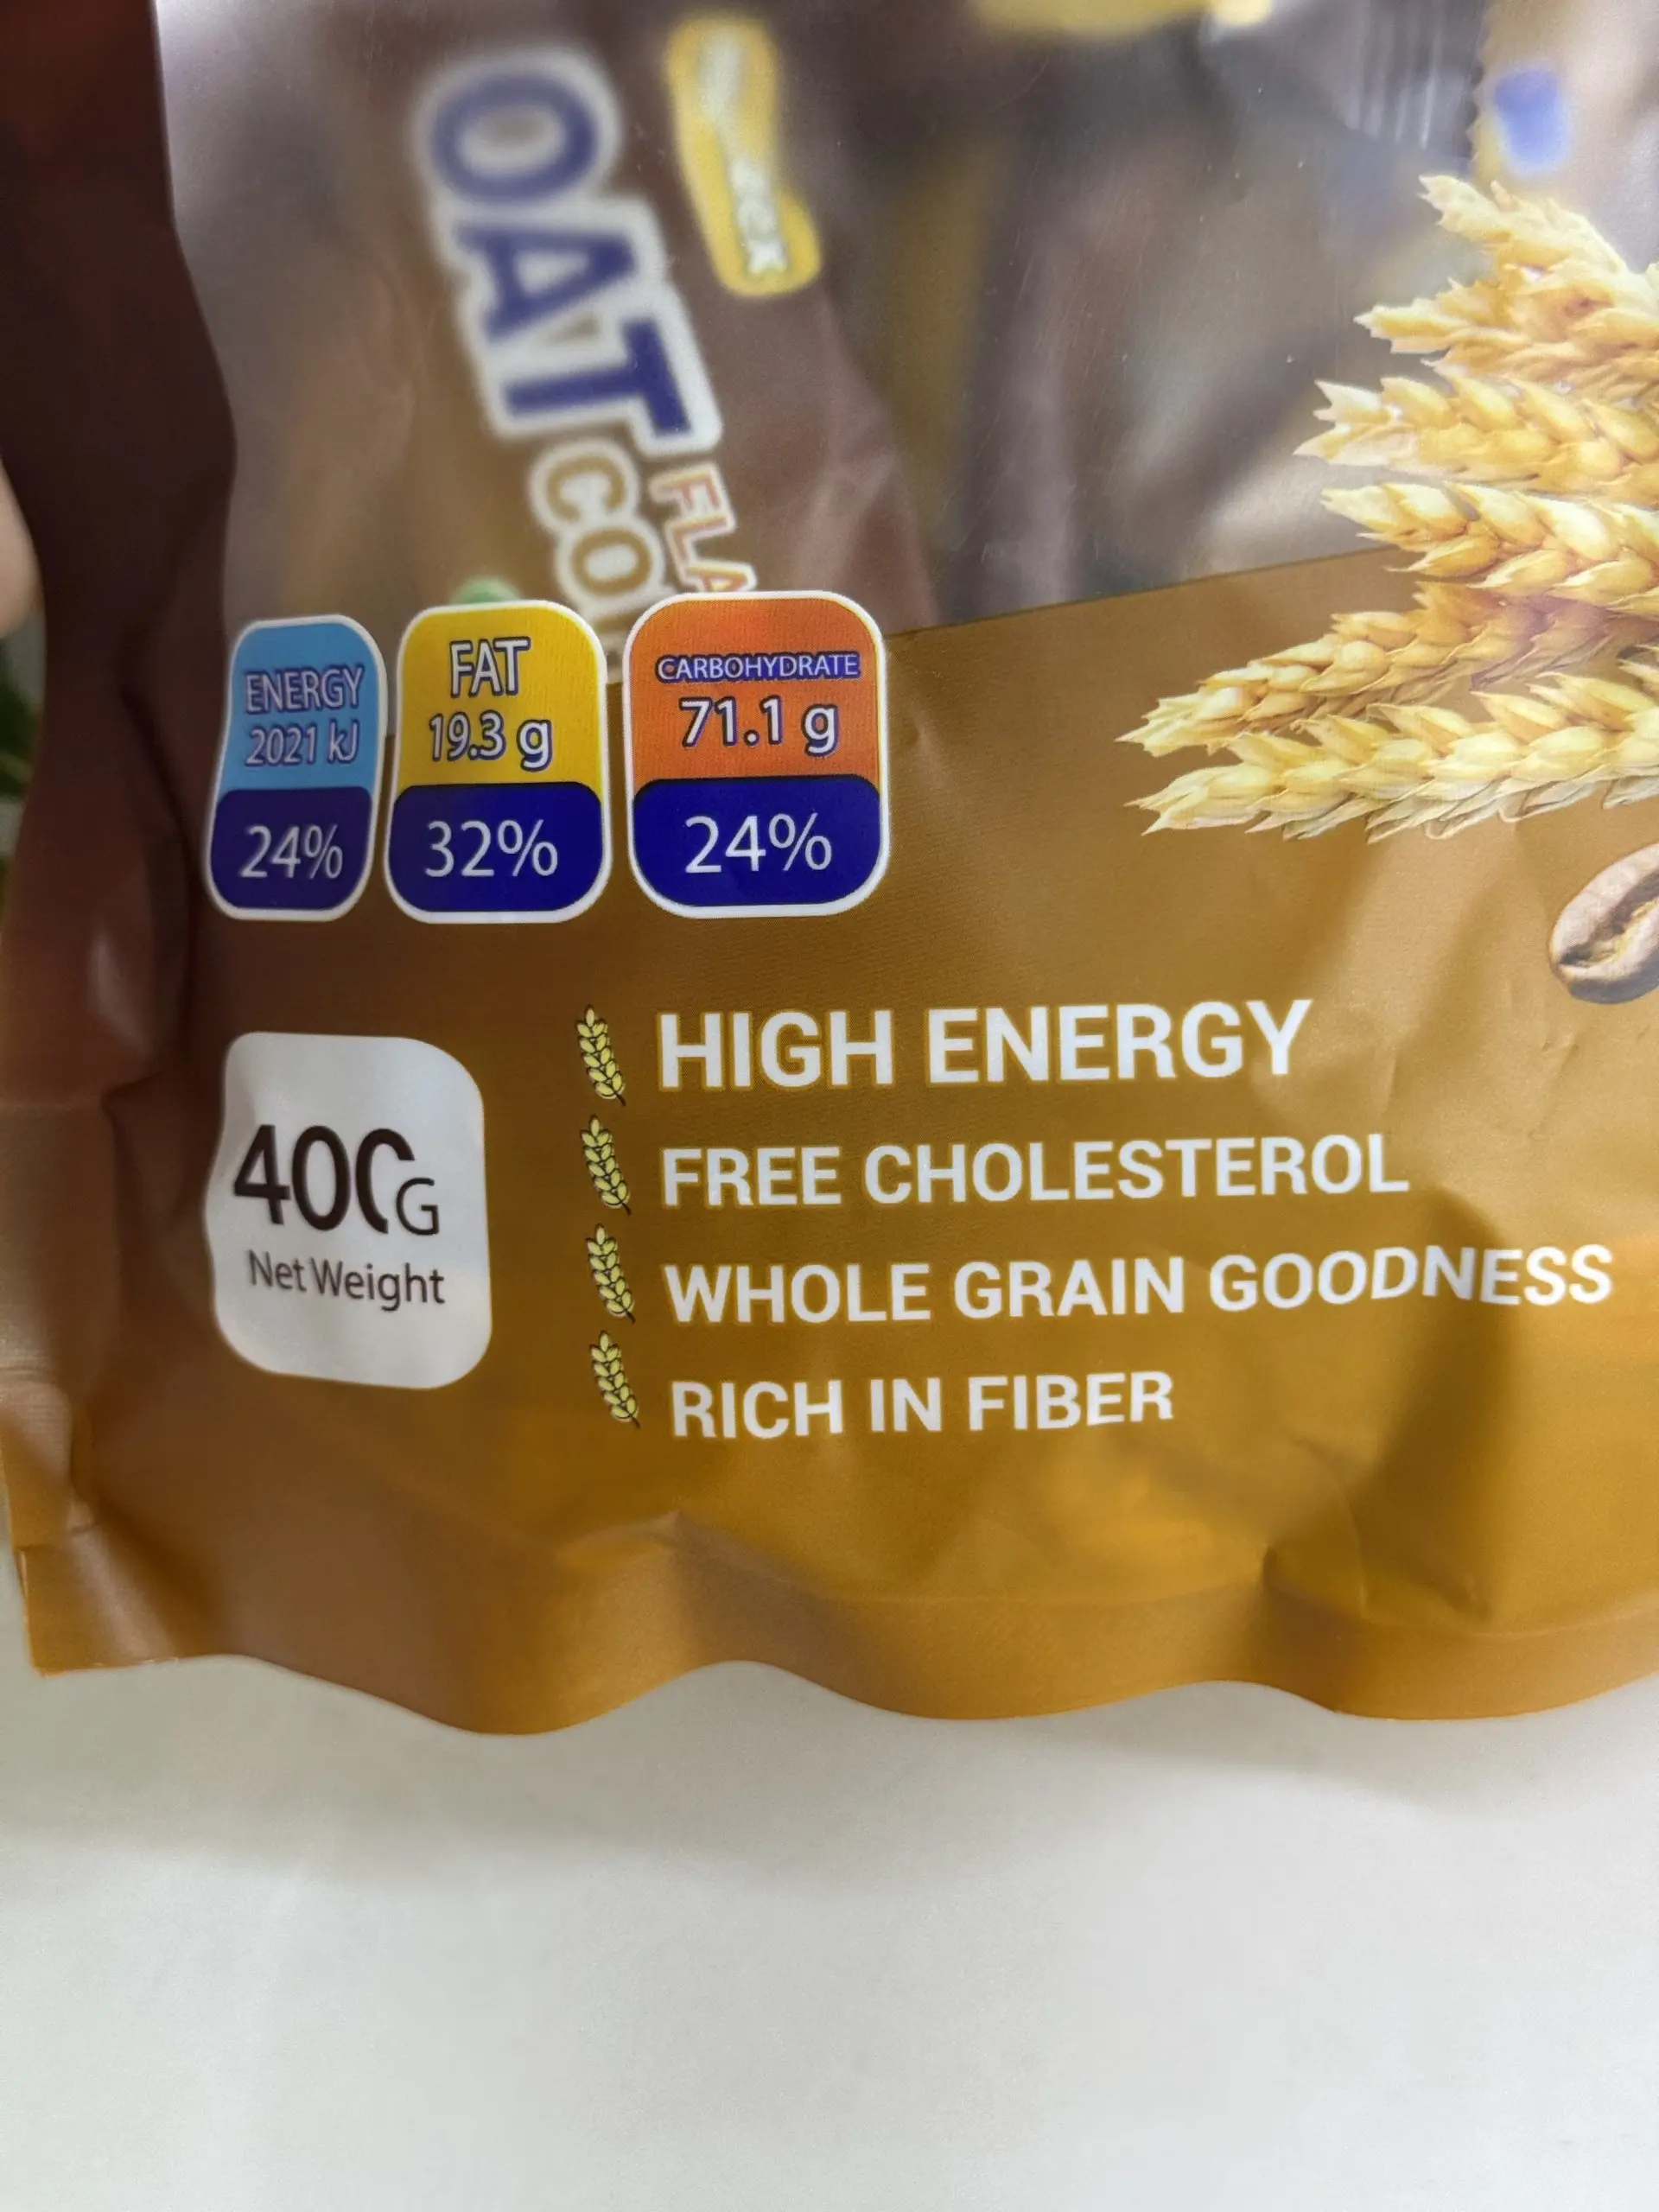 OAT
ENERGY
2021 kJ
24%
FAT
19.3 g
32%
CARBOHYDRATE
71.1 g
24%
400G
Net Weight
HIGH ENERGY
FREE CHOLESTEROL
WHOLE GRAIN GOODNESS
RICH IN FIBER